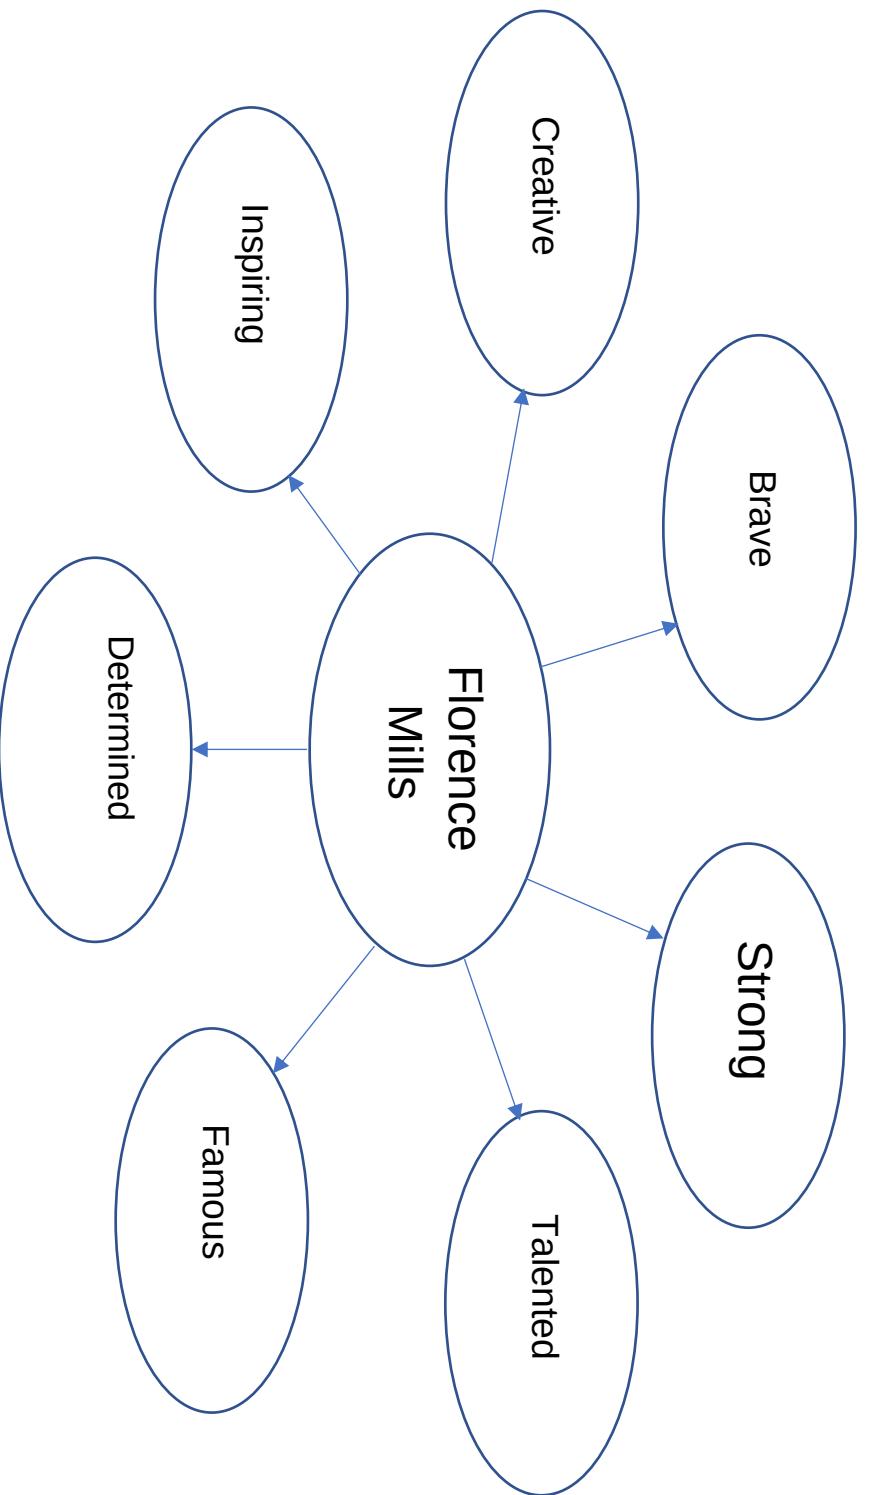 Brave
Strong
Creative
Florence
Mills
Talented
Inspiring
Famous
Determined